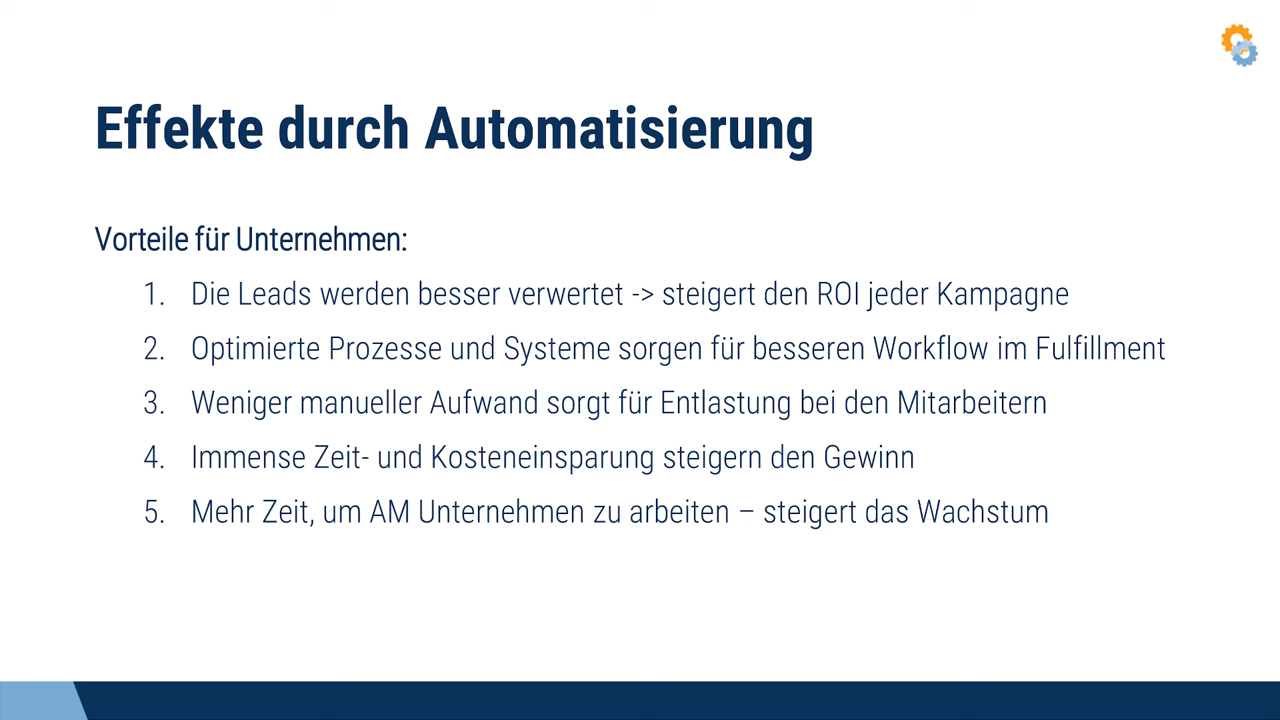 Effekte durch Automatisierung
Vorteile für Unternehmen:
1. Die Leads werden besser verwertet -> steigert den ROI jeder Kampagne
2. Optimierte Prozesse und Systeme sorgen für besseren Workflow im Fulfillment
3. Weniger manueller Aufwand sorgt für Entlastung bei den Mitarbeitern
4. Immense Zeit- und Kosteneinsparung steigern den Gewinn
5. Mehr Zeit, um AM Unternehmen zu arbeiten – steigert das Wachstum